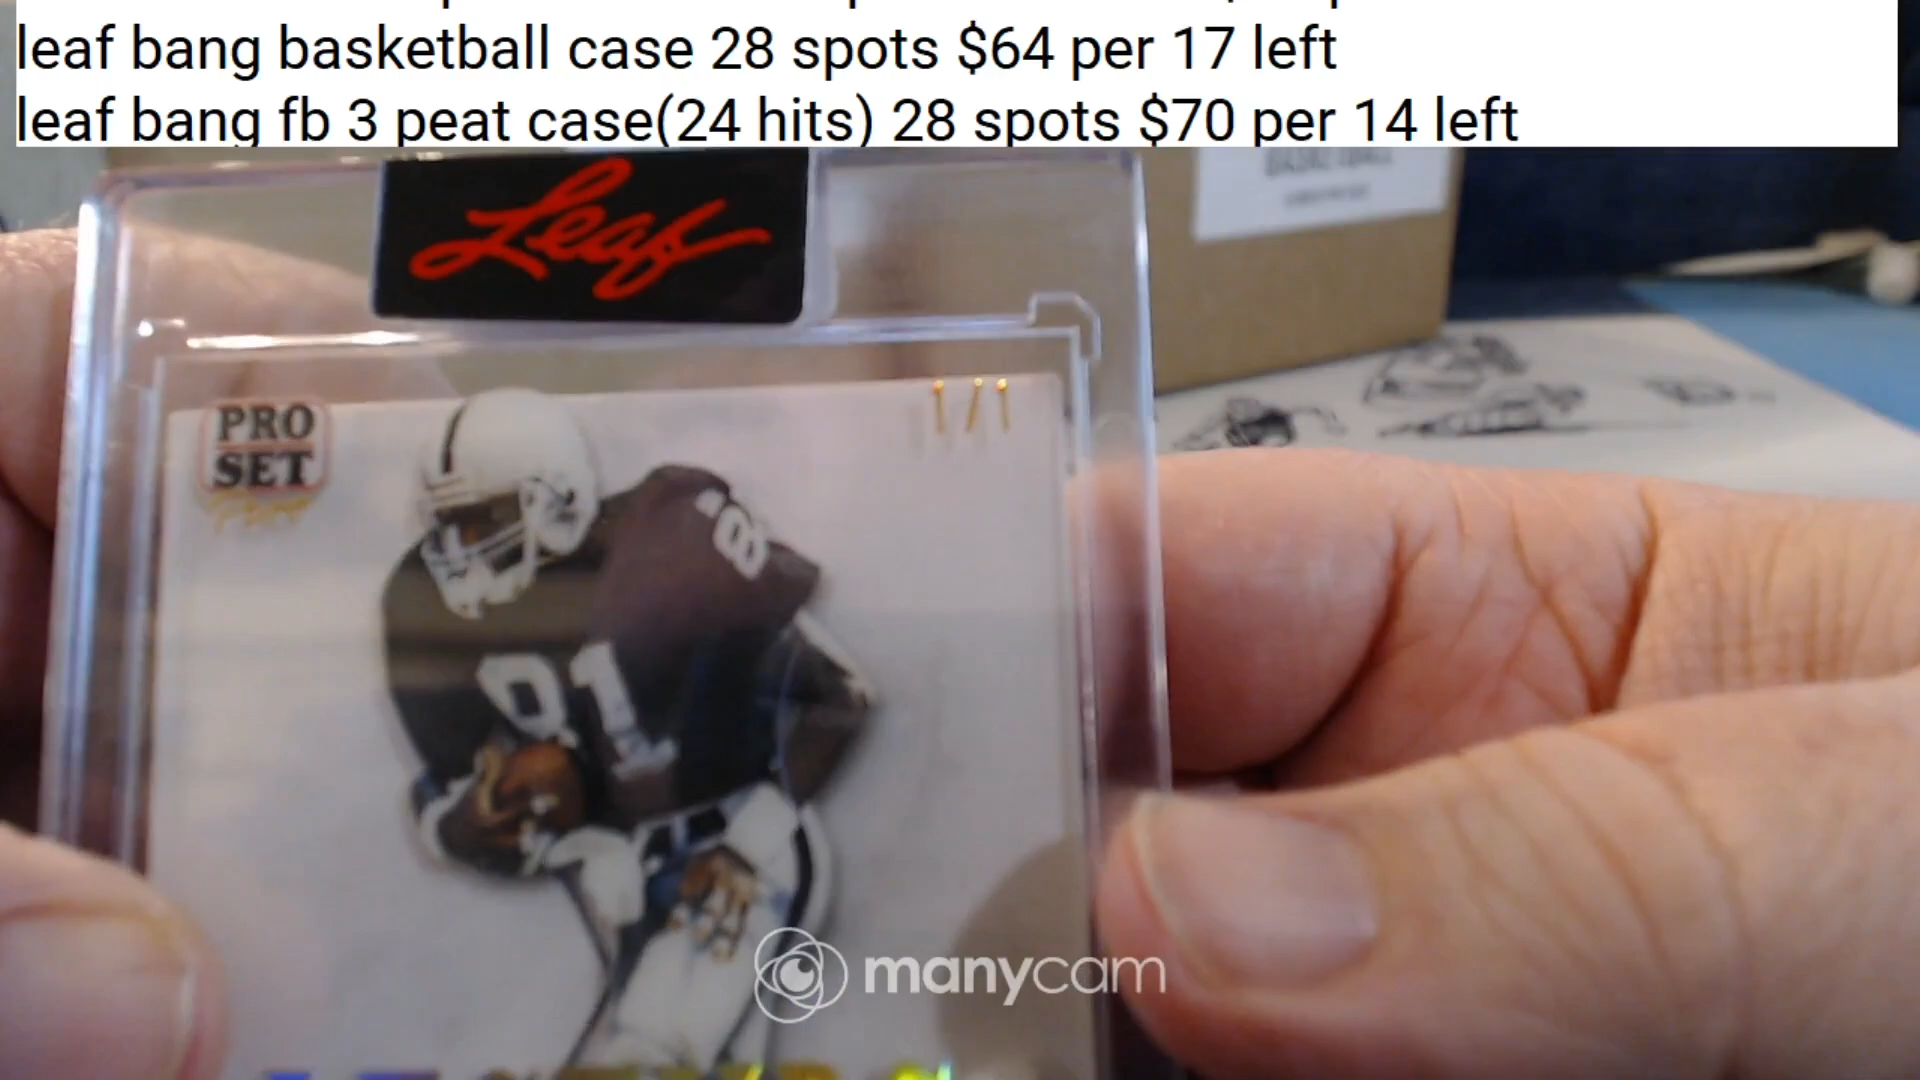 leaf bang basketball case 28 spots $64 per 17 left
leaf bang fb 3 peat case(24 hits) 28 spots $70 per 14 left
Leaf
1/1
PRO
SET
81
manycam